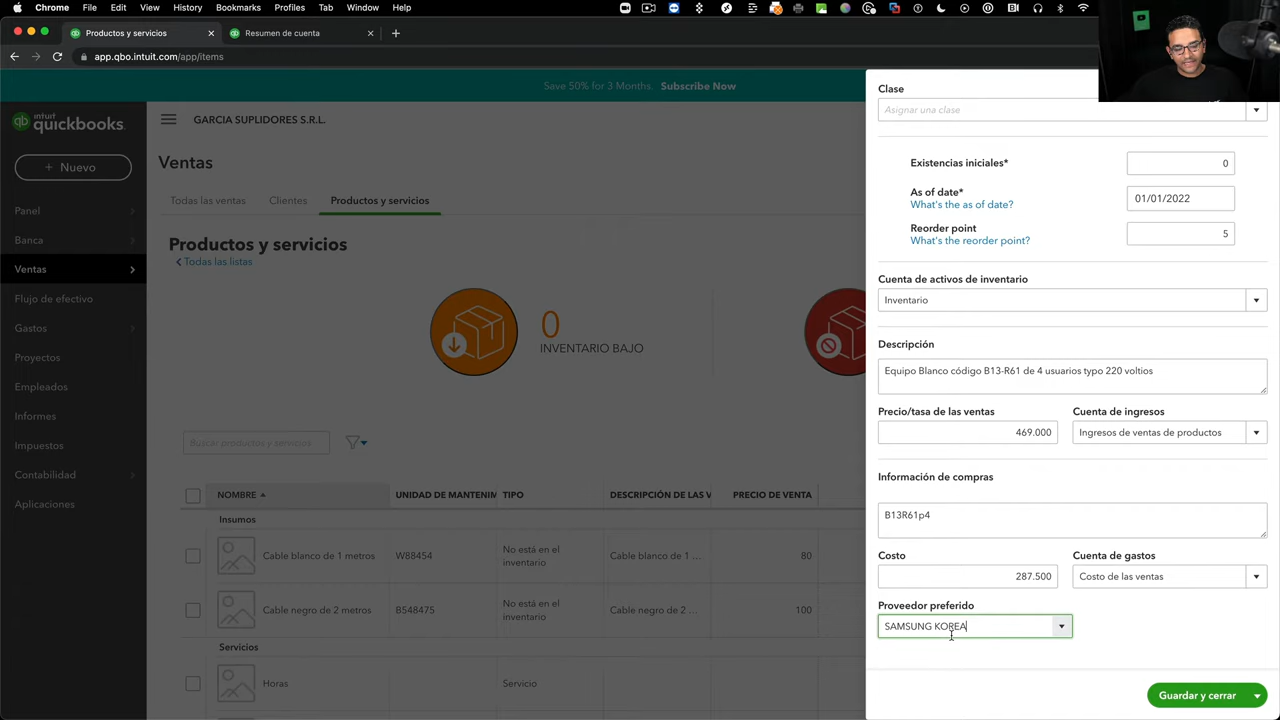 Chrome File Edit View History Bookmarks Profiles Tab Window Help
Productos y servicios
Resumen de cuenta
app.qbo.intuit.com/app/items
Save 50% for 3 Months. Subscribe Now
intuit quickbooks.
GARCIA SUPLIDORES S.R.L.
+ Nuevo
Panel
Banca
Ventas
Flujo de efectivo
Gastos
Proyectos
Empleados
Informes
Impuestos
Contabilidad
Aplicaciones
Ventas
Todas las ventas
Clientes
Productos y servicios
Productos y servicios
Todas las listas
0
INVENTARIO BAJO
Buscar productos y servicios
NOMBRE
UNIDAD DE MANTENIM
TIPO
DESCRIPCIÓN DE LAS V
PRECIO DE VENTA
Insumos
Cable blanco de 1 metros
W88454
No está en el
inventario
Cable blanco de 1 ...
80
Cable negro de 2 metros
B548475
No está en el
inventario
Cable negro de 2 ...
100
Servicios
Horas
Servicio
Clase
Asignar una clase
Existencias iniciales*
0
As of date*
What's the as of date?
01/01/2022
Reorder point
What's the reorder point?
5
Cuenta de activos de inventario
Inventario
Descripción
Equipo Blanco código B13-R61 de 4 usuarios typo 220 voltios
Precio/tasa de las ventas
469.000
Cuenta de ingresos
Ingresos de ventas de productos
Información de compras
B13R61p4
Costo
287.500
Cuenta de gastos
Costo de las ventas
Proveedor preferido
SAMSUNG KOREA
Guardar y cerrar